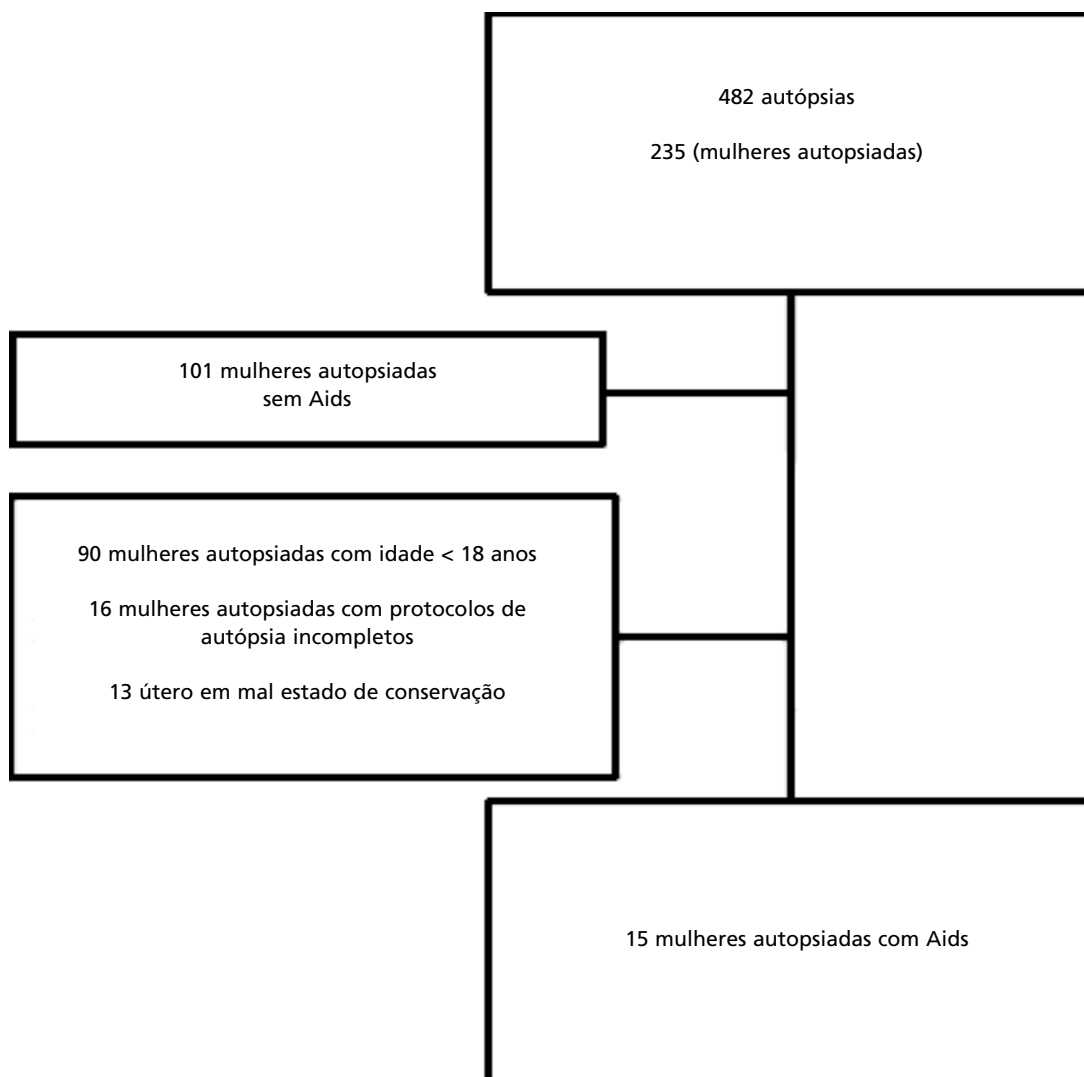 482 autópsias
235 (mulheres autopsiadas)
101 mulheres autopsiadas
sem Aids
90 mulheres autopsiadas com idade < 18 anos
16 mulheres autopsiadas com protocolos de
autópsia incompletos
13 útero em mal estado de conservação
15 mulheres autopsiadas com Aids